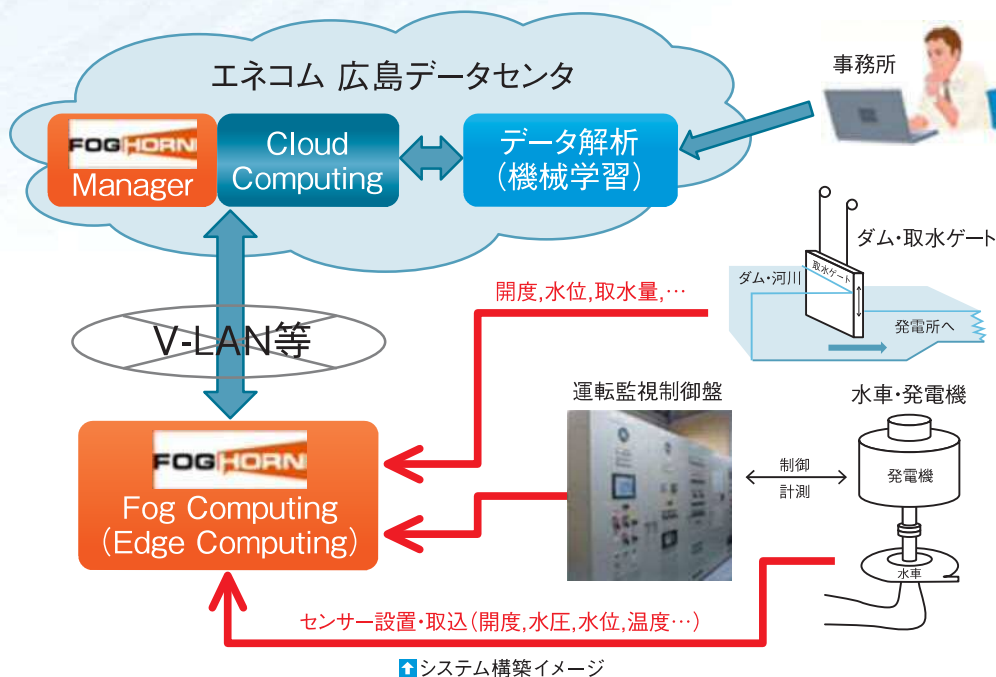 エネコム 広島データセンタ
FOGHORN
Manager
Cloud
Computing
データ解析
(機械学習)
事務所
ダム・取水ゲート
取水ゲート
ダム・河川
発電所へ
開度,水位,取水量,…
V-LAN等
運転監視制御盤
水車・発電機
制御
計測
発電機
水車
FOGHORN
Fog Computing
(Edge Computing)
センサー設置・取込(開度,水圧,水位,温度…)
システム構築イメージ